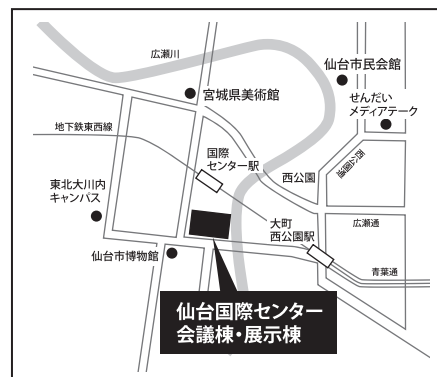 広瀬川
仙台市民会館
宮城県美術館
せんだい
メディアテーク
地下鉄東西線
国際
センター駅
西公園
西公園通
東北大川内
キャンパス
大町
西公園駅
広瀬通
仙台市博物館
青葉通
仙台国際センター
会議棟・展示棟